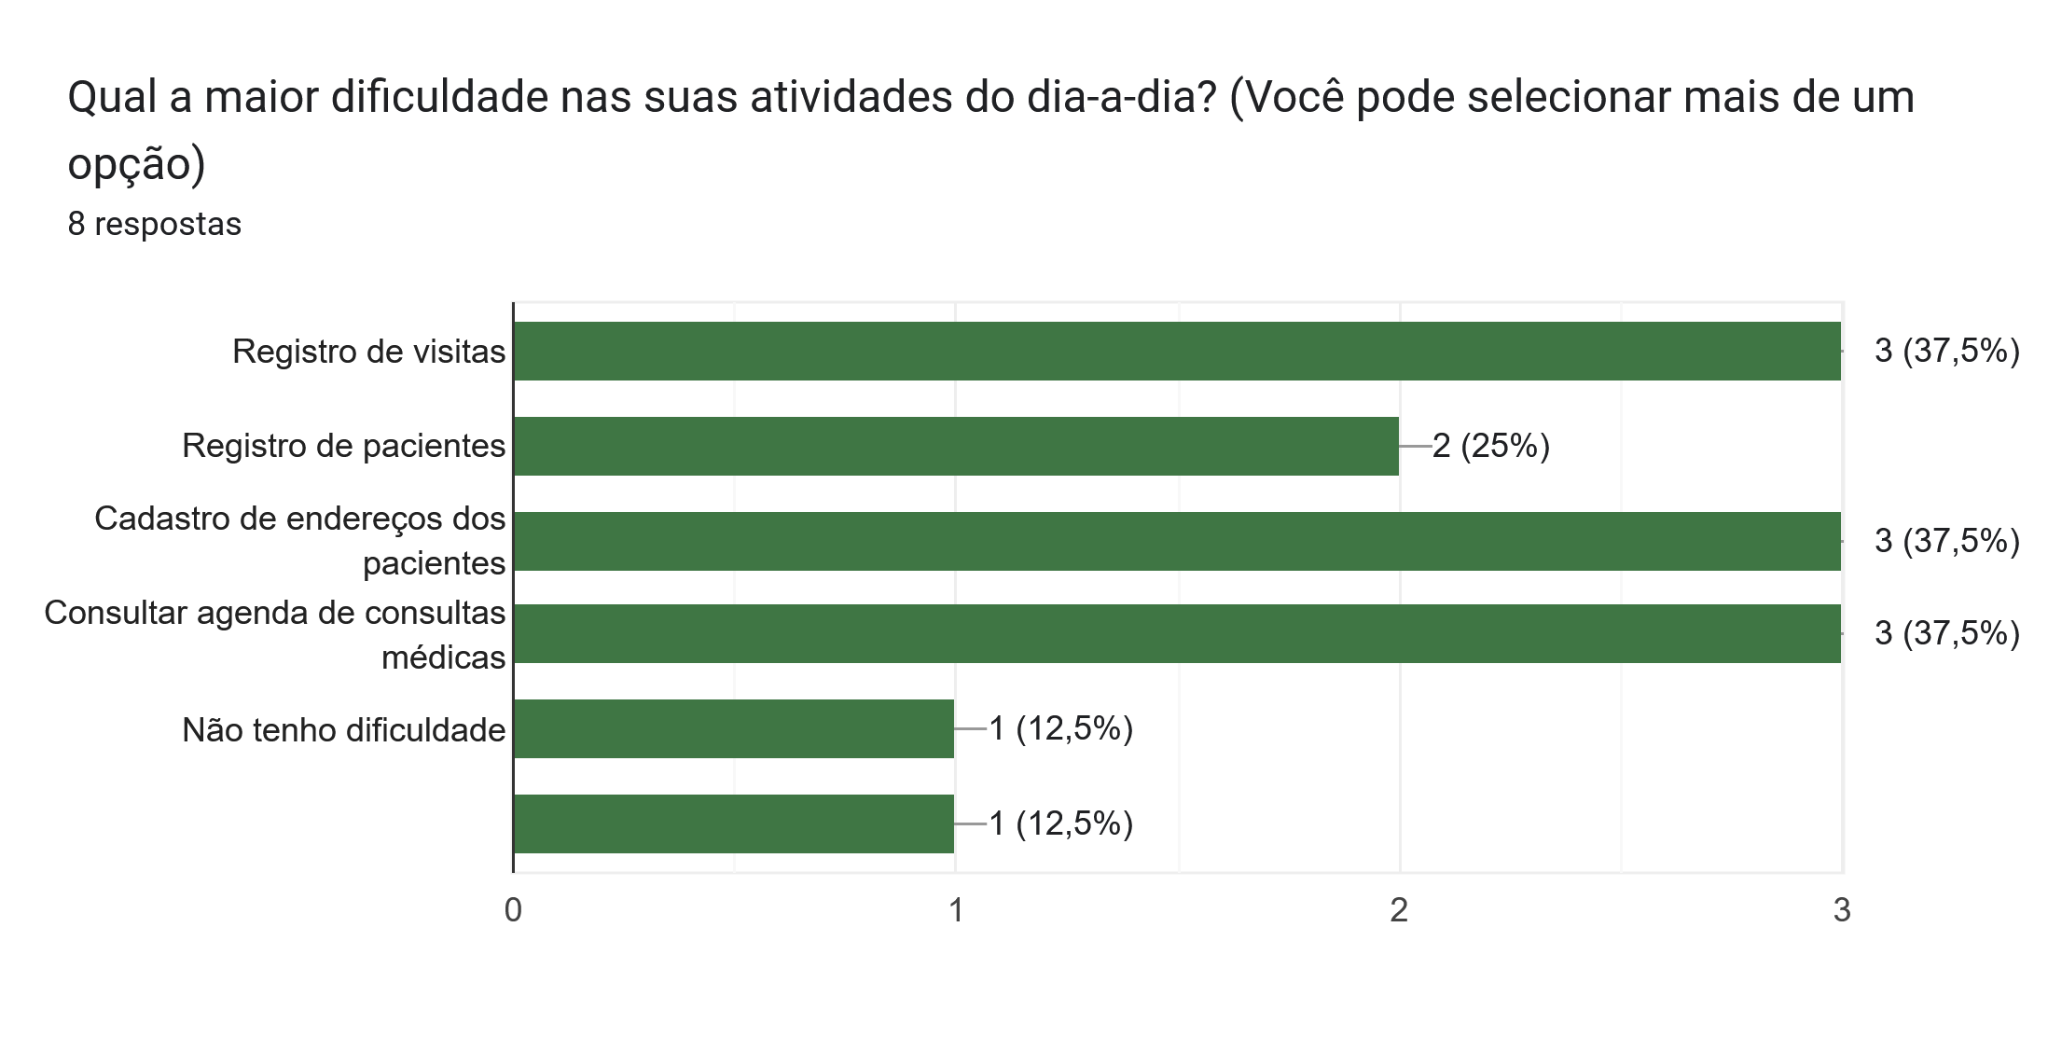 Qual a maior dificuldade nas suas atividades do dia-a-dia? (Você pode selecionar mais de um
opção)
8 respostas
Registro de visitas
3 (37,5%)
Registro de pacientes
2 (25%)
Cadastro de endereços dos
pacientes
3 (37,5%)
Consultar agenda de consultas
médicas
3 (37,5%)
Não tenho dificuldade
1 (12,5%)
1 (12,5%)
0 1 2 3